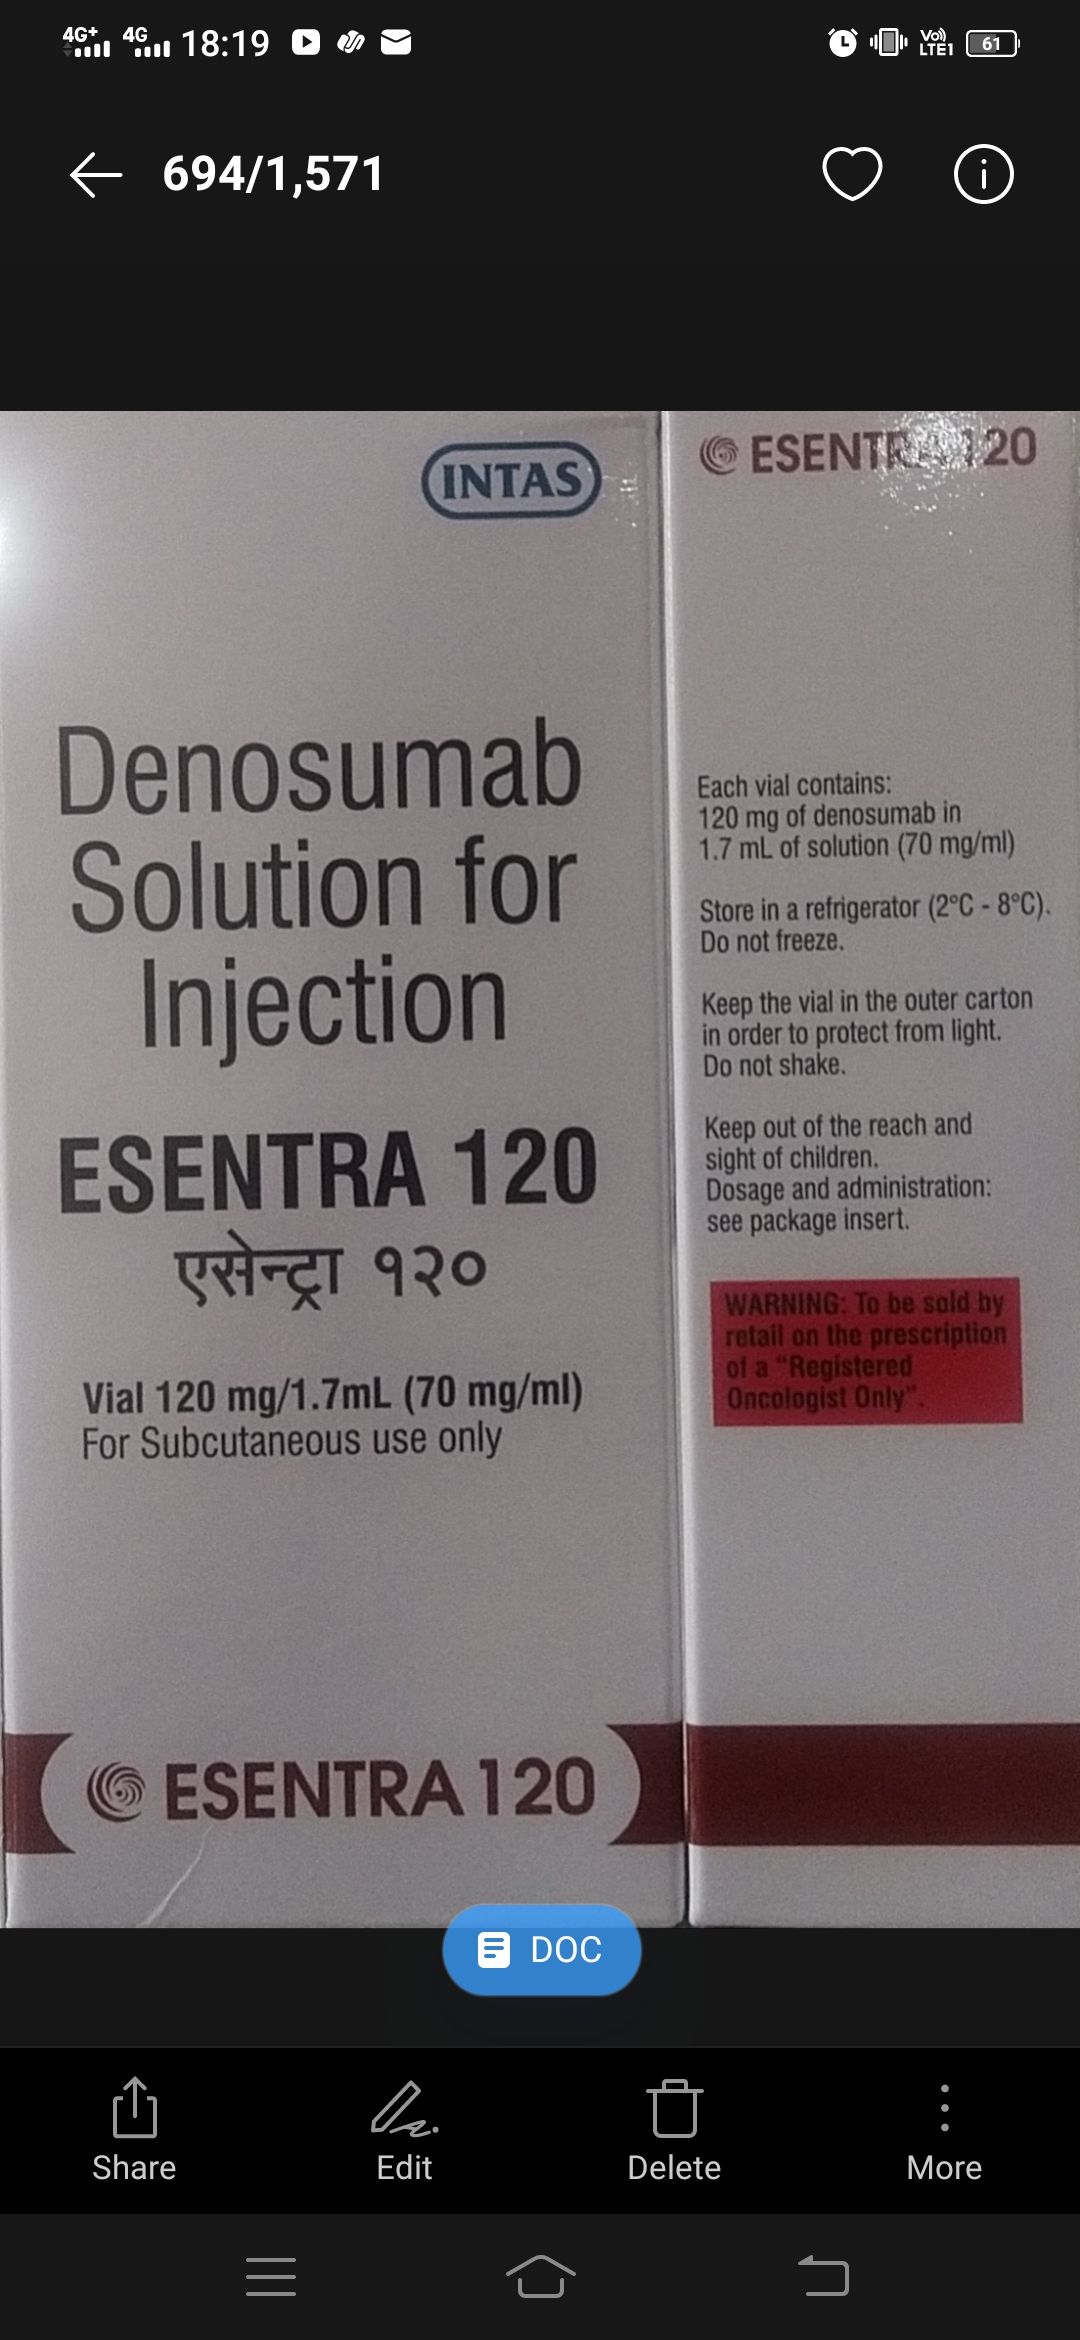 4G+ 4G 18:19 Vo) LTE1 61
694/1,571
INTAS
Denosumab
Solution for
Injection
ESENTRA 120
एसेन्ट्रा १२०
Vial 120 mg/1.7mL (70 mg/ml)
For Subcutaneous use only
ESENTRA 120
ESENTRA 120
Each vial contains:
120 mg of denosumab in
1.7 mL of solution (70 mg/ml)
Store in a refrigerator (2°C - 8°C).
Do not freeze.
Keep the vial in the outer carton
in order to protect from light.
Do not shake.
Keep out of the reach and
sight of children.
Dosage and administration:
see package insert.
WARNING: To be sold by
retail on the prescription
of a "Registered
Oncologist Only".
DOC
Share Edit Delete More